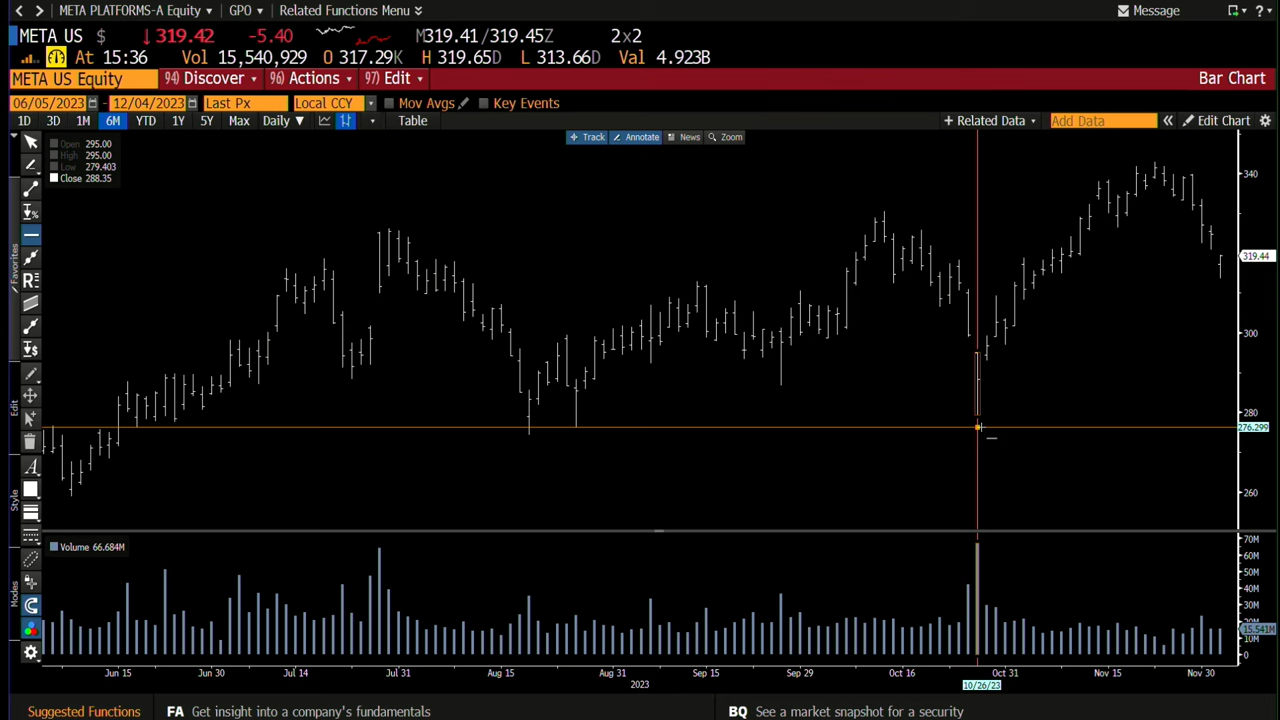 META PLATFORMS-A Equity GPO Related Functions Menu Message ?
META US $ ↓319.42 -5.40 M319.41/319.45Z 2x2
At 15:36 Vol 15,540,929 O 317.29K H 319.65D L 313.66D Val 4.923B
META US Equity 94) Discover 96) Actions 97) Edit Bar Chart
06/05/2023 - 12/04/2023 Last Px Local CCY Mov Avgs Key Events
1D 3D 1M 6M YTD 1Y 5Y Max Daily ▼ Table + Related Data Add Data « Edit Chart
Track Annotate News Zoom
Open 295.00
High 295.00
Low 279.403
Close 288.35
340
319.44
300
280
276.299
260
Favorites
Edit
Style
Modes
Volume 66.684M
70M
60M
50M
40M
30M
20M
15.541M
10M
0
Jun 15 Jun 30 Jul 14 Jul 31 Aug 15 Aug 31 Sep 15 Sep 29 Oct 16 Oct 31 Nov 15 Nov 30
2023 10/26/23
Suggested Functions FA Get insight into a company's fundamentals BQ See a market snapshot for a security